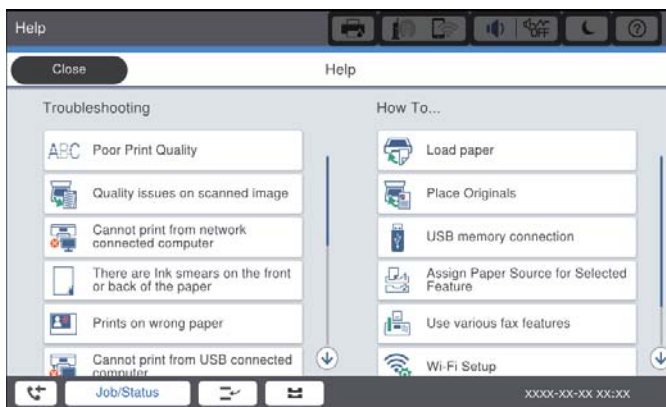 Help
OFF
Close
Help
Troubleshooting
How To...
ABC Poor Print Quality
Load paper
Quality issues on scanned image
Place Originals
Cannot print from network
connected computer
USB memory connection
There are Ink smears on the front
or back of the paper
Assign Paper Source for Selected
Feature
Prints on wrong paper
Use various fax features
Cannot print from USB connected
computer
Wi-Fi Setup
Job/Status
XXXX-XX-XX XX:XX